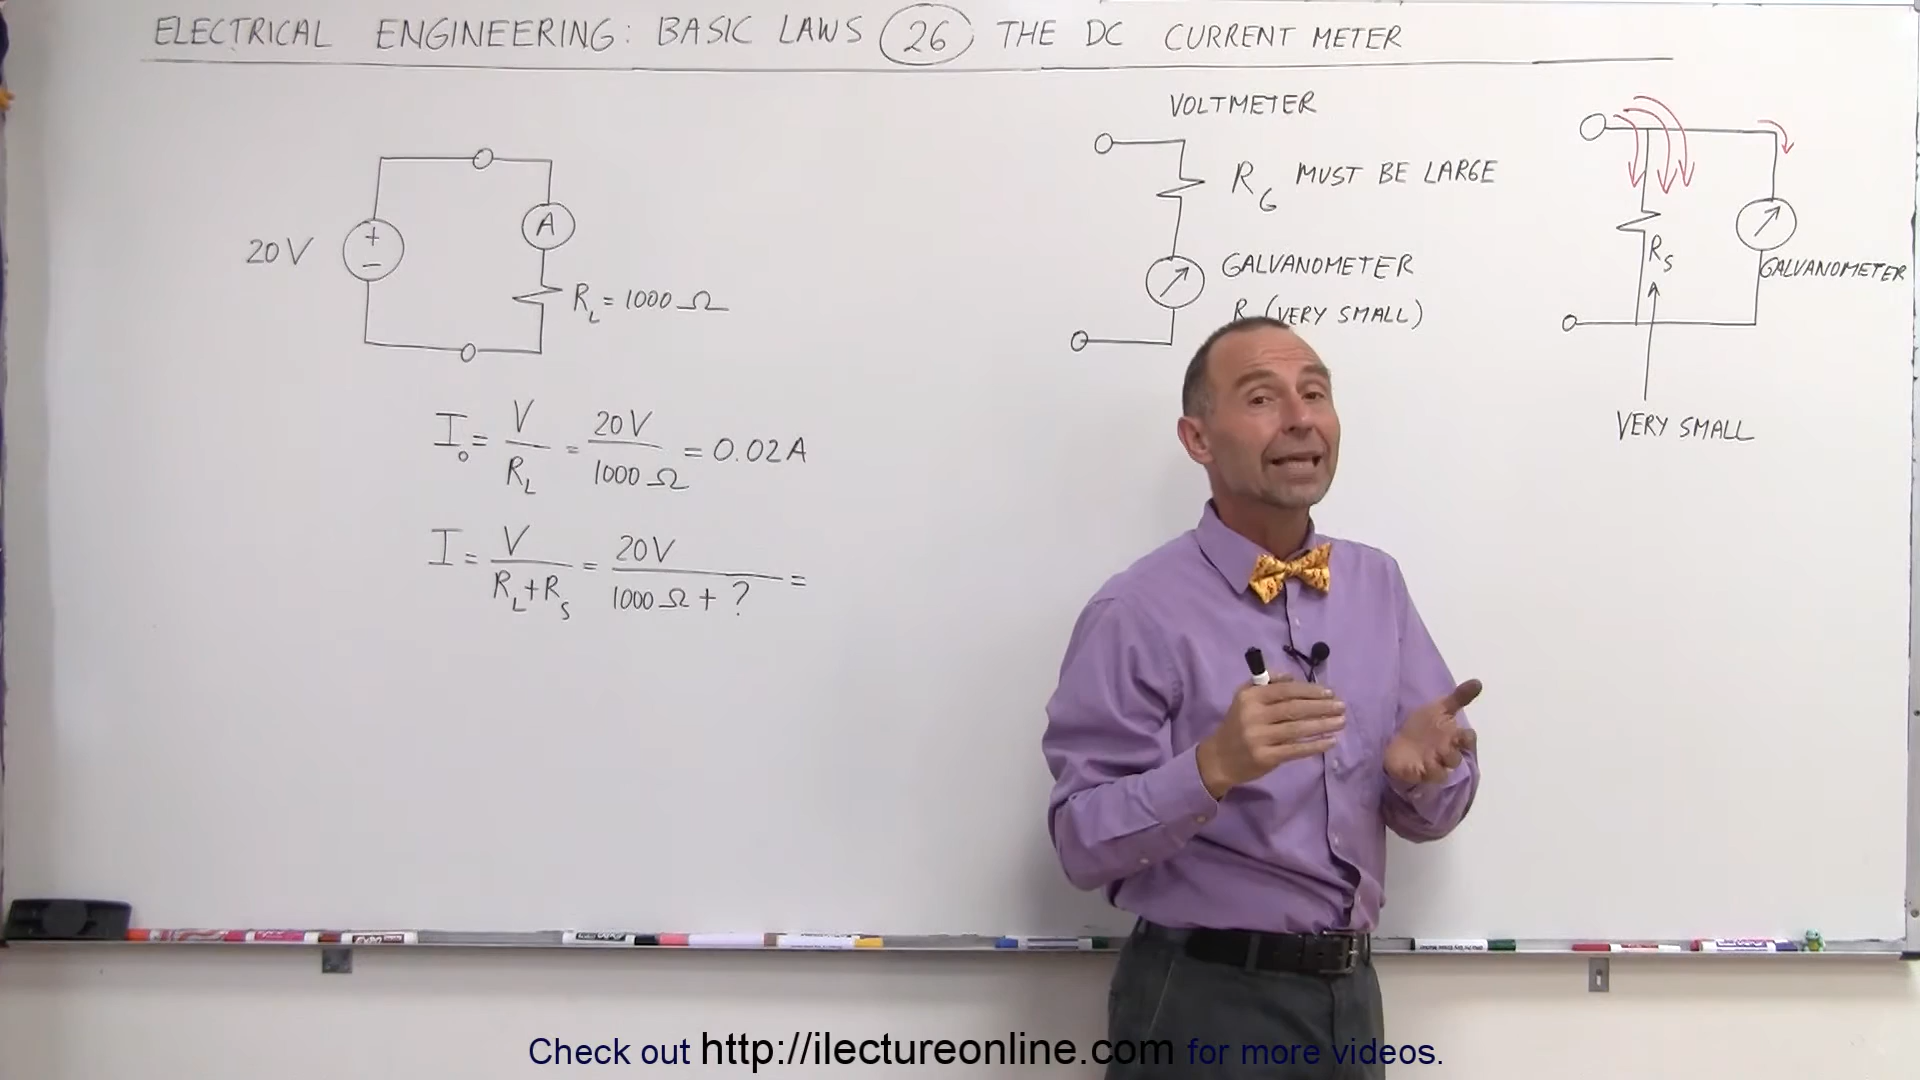 ELECTRICAL ENGINEERING: BASIC LAWS 26 THE DC CURRENT METER
VOLTMETER
R_G MUST BE LARGE
GALVANOMETER
R (VERY SMALL)
R_S
GALVANOMETER
VERY SMALL
20V
+
−
A
R_L = 1000 Ω
I_0 = V/R_L = 20V/1000 Ω = 0.02A
I = V/(R_L+R_S) = 20V/(1000 Ω + ?) =
Check out http://ilectureonline.com for more videos.